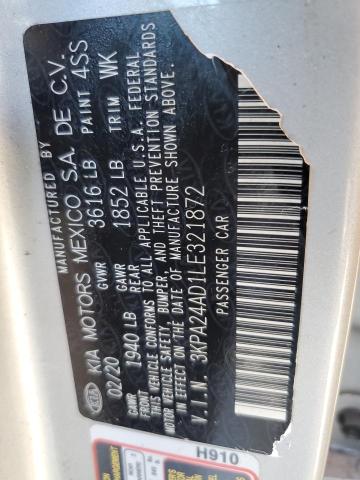 MANUFACTURED BY
KIA MOTORS MEXICO S.A. DE C.V.
KIA
02/20 GVWR 3616 LB PAINT 4SS
GAWR FRONT 1940 LB GAWR REAR 1852 LB TRIM WK
THIS VEHICLE CONFORMS TO ALL APPLICABLE U.S.A. FEDERAL
MOTOR VEHICLE SAFETY, BUMPER, AND THEFT PREVENTION STANDARDS
IN EFFECT ON THE DATE OF MANUFACTURE SHOWN ABOVE.
V.I.N. 3KPA24AD1LE321872
PASSENGER CAR
H910